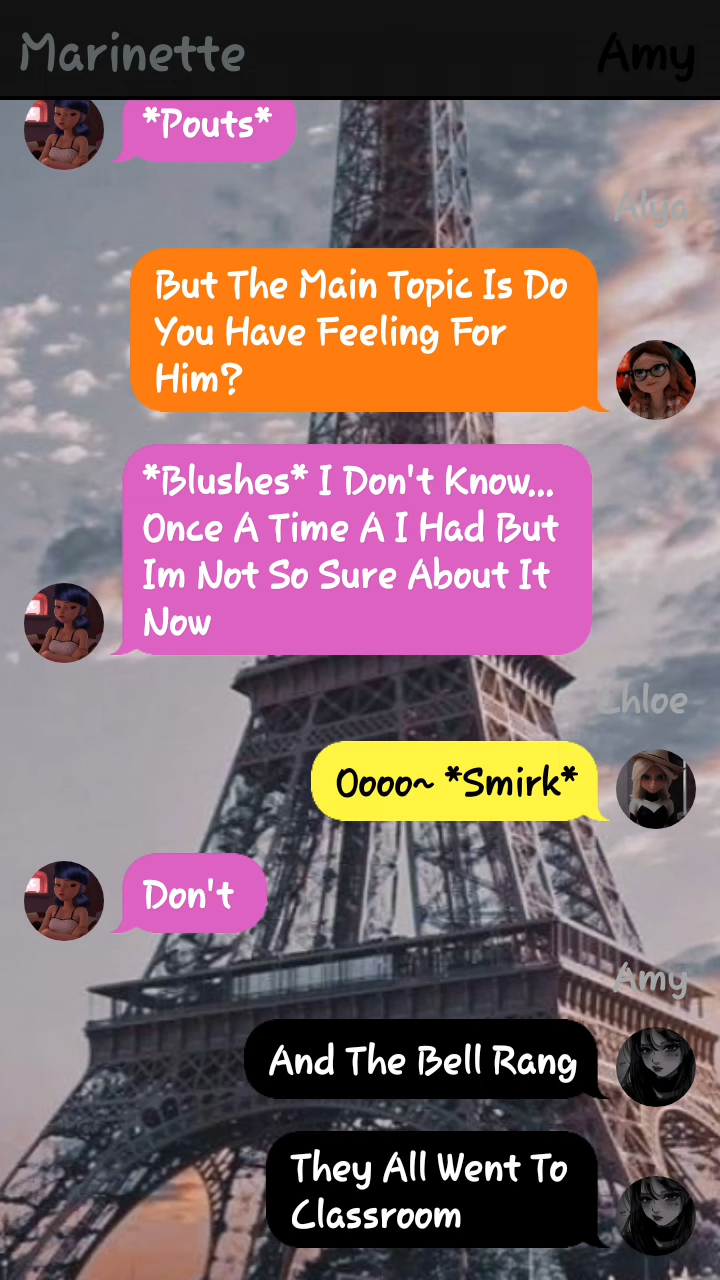 Marinette
Amy
*Pouts*
Alya
But The Main Topic Is Do
You Have Feeling For
Him?
*Blushes* I Don't Know...
Once A Time A I Had But
Im Not So Sure About It
Now
Chloe
Oooo~ *Smirk*
Don't
Amy
And The Bell Rang
They All Went To
Classroom